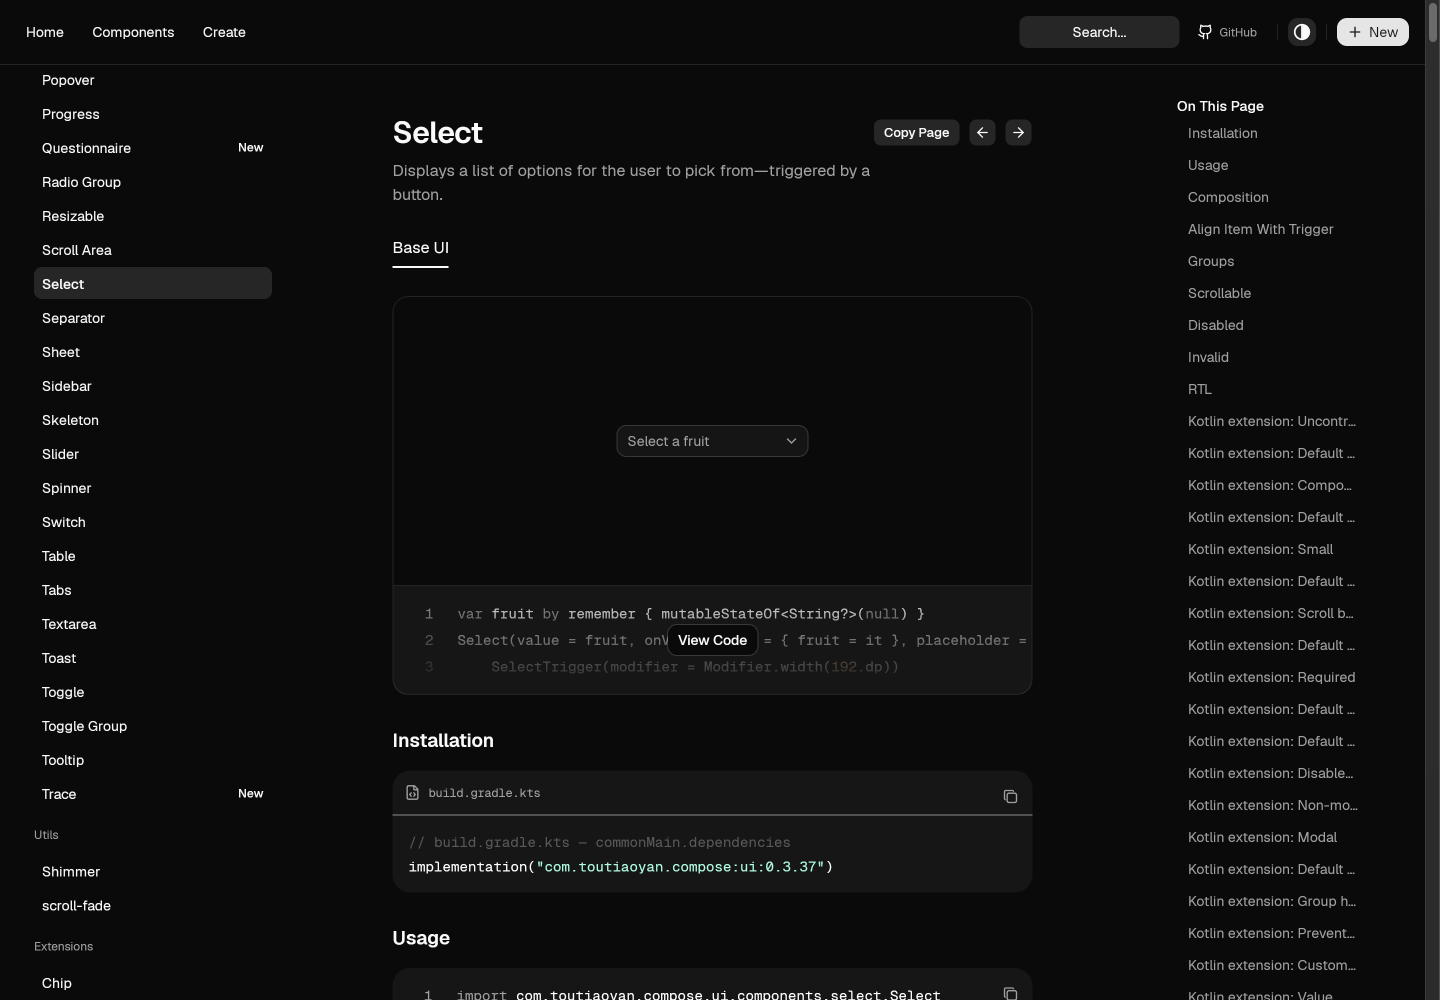 Home
Components
Create
Search...
GitHub
New
Popover
Progress
Questionnaire New
Radio Group
Resizable
Scroll Area
Select
Separator
Sheet
Sidebar
Skeleton
Slider
Spinner
Switch
Table
Tabs
Textarea
Toast
Toggle
Toggle Group
Tooltip
Trace New
Utils
Shimmer
scroll-fade
Extensions
Chip
Select
Copy Page
Displays a list of options for the user to pick from—triggered by a
button.
Base UI
Select a fruit
1 var fruit by remember { mutableStateOf<String?>(null) }
2 Select(value = fruit, onV = { fruit = it }, placeholder =
View Code
3 SelectTrigger(modifier = Modifier.width(192.dp))
Installation
build.gradle.kts
// build.gradle.kts — commonMain.dependencies
implementation("com.toutiaoyan.compose:ui:0.3.37")
Usage
1 import com.toutiaoyan.compose.ui.components.select.Select
On This Page
Installation
Usage
Composition
Align Item With Trigger
Groups
Scrollable
Disabled
Invalid
RTL
Kotlin extension: Uncontr...
Kotlin extension: Default ...
Kotlin extension: Compo...
Kotlin extension: Default ...
Kotlin extension: Small
Kotlin extension: Default ...
Kotlin extension: Scroll b...
Kotlin extension: Default ...
Kotlin extension: Required
Kotlin extension: Default ...
Kotlin extension: Default ...
Kotlin extension: Disable...
Kotlin extension: Non-mo...
Kotlin extension: Modal
Kotlin extension: Default ...
Kotlin extension: Group h...
Kotlin extension: Prevent...
Kotlin extension: Custom...
Kotlin extension: Value